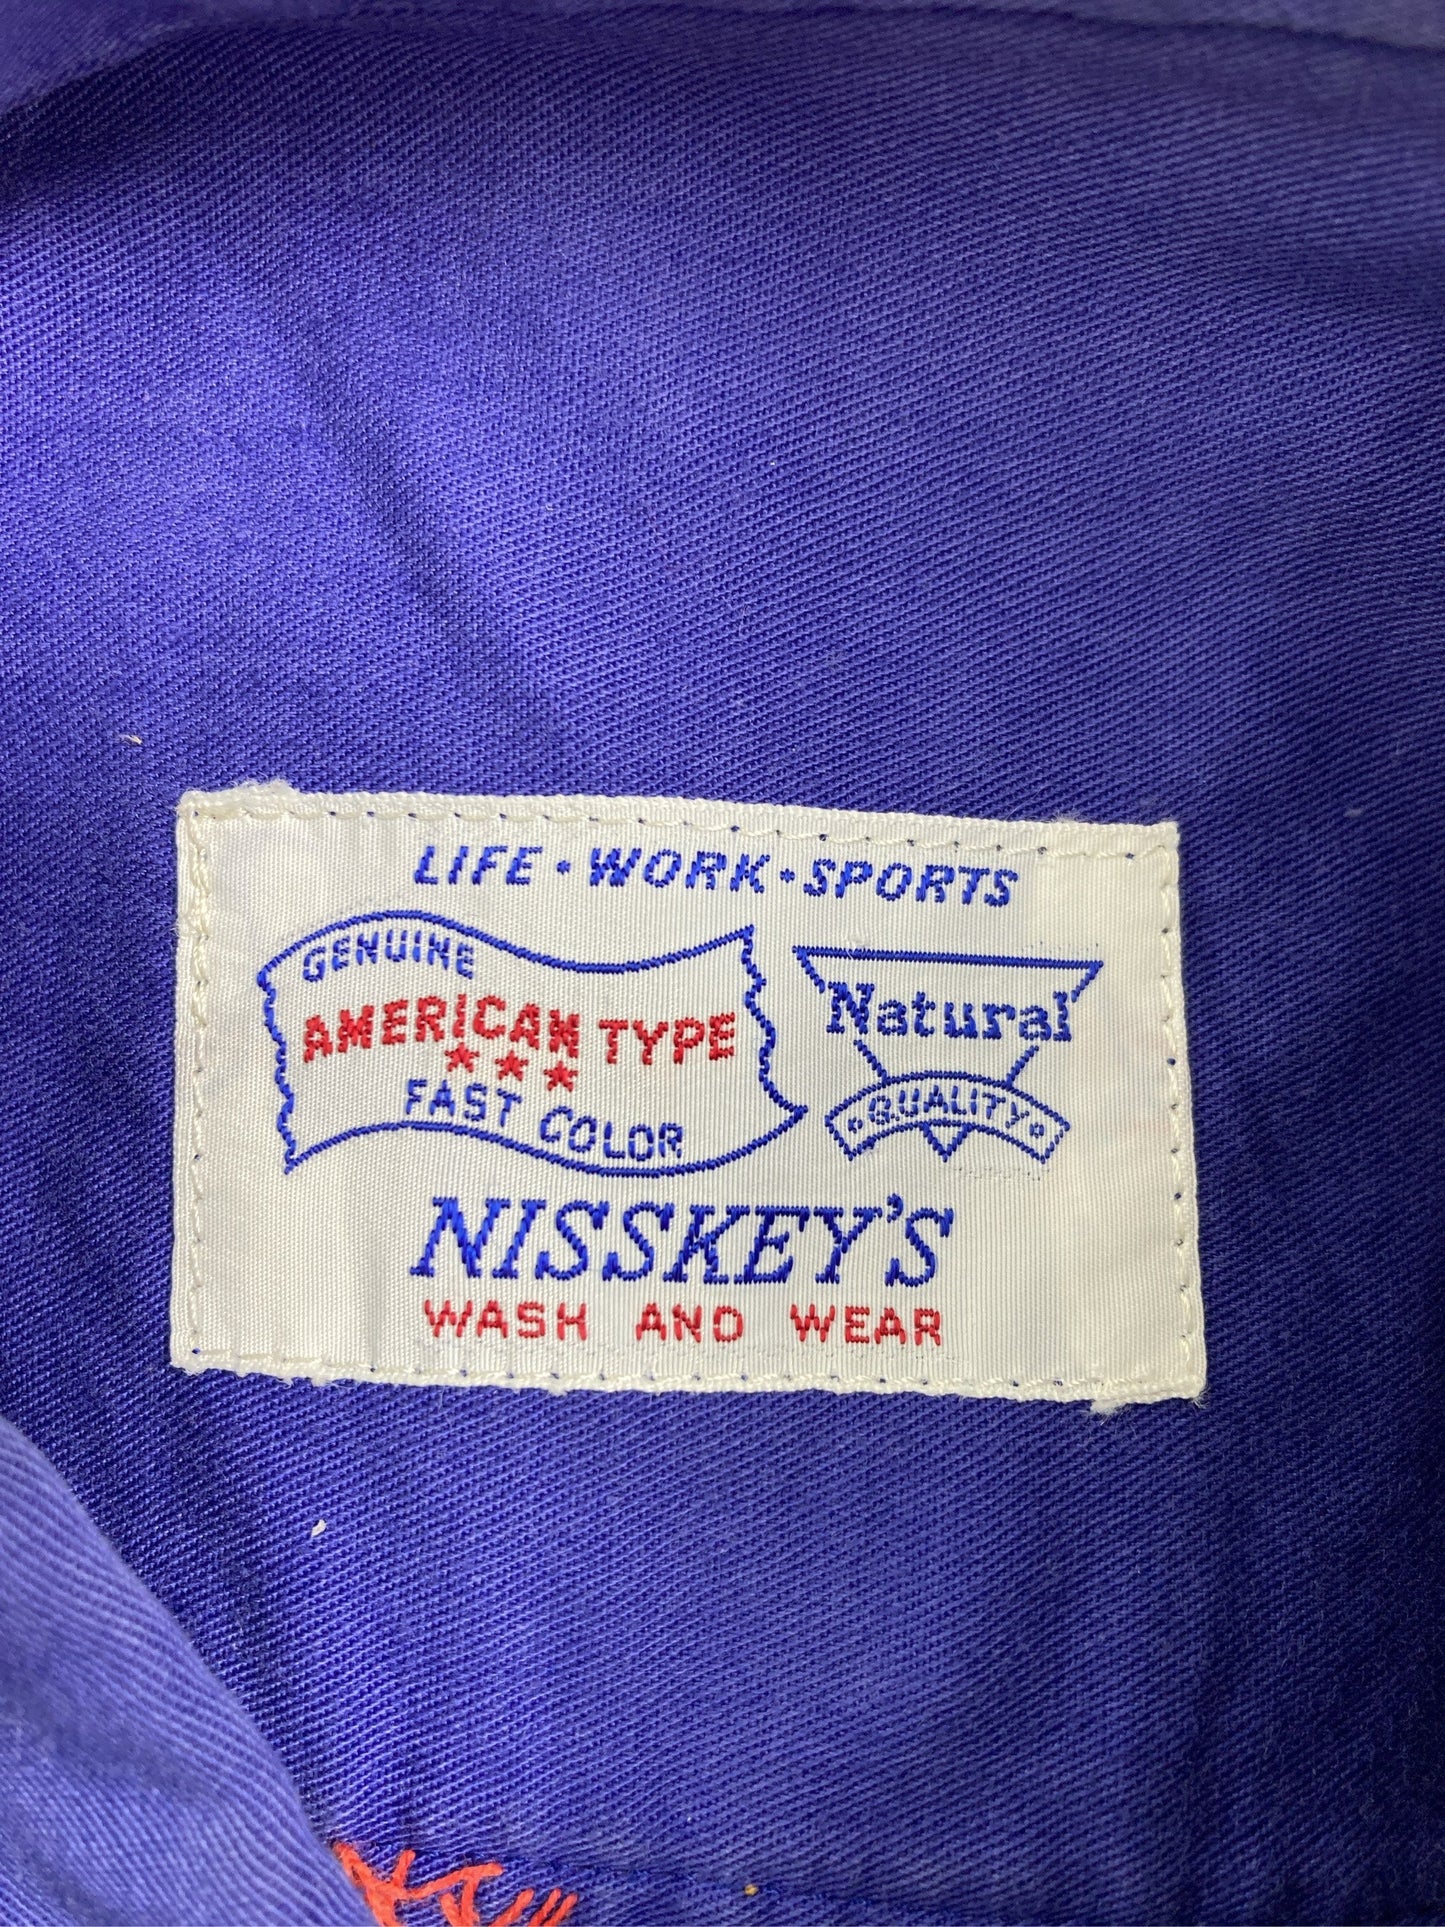 LIFE • WORK • SPORTS
GENUINE
AMERICAN TYPE
FAST COLOR
Natural
QUALITY
NISSKEY'S
WASH AND WEAR